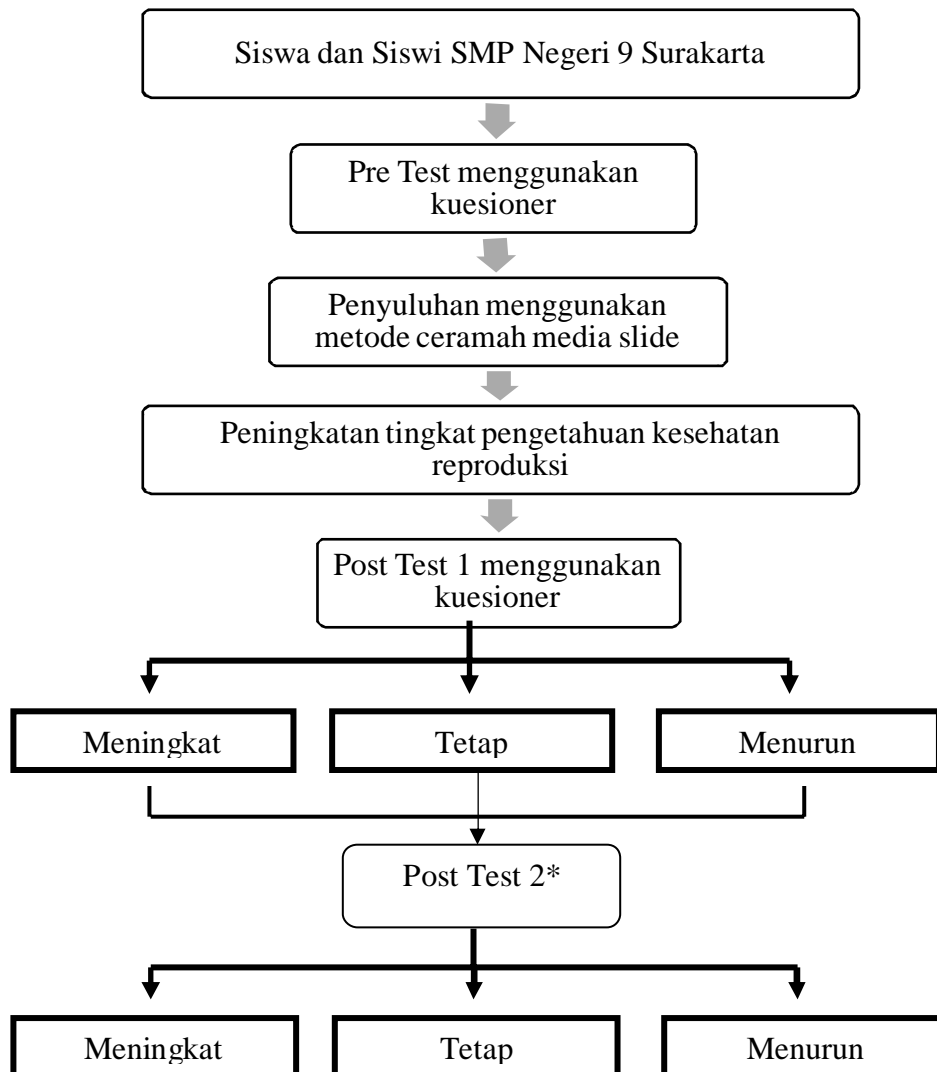 Siswa dan Siswi SMP Negeri 9 Surakarta
Pre Test menggunakan
kuesioner
Penyuluhan menggunakan
metode ceramah media slide
Peningkatan tingkat pengetahuan kesehatan
reproduksi
Post Test 1 menggunakan
kuesioner
Meningkat
Tetap
Menurun
Post Test 2*
Meningkat
Tetap
Menurun